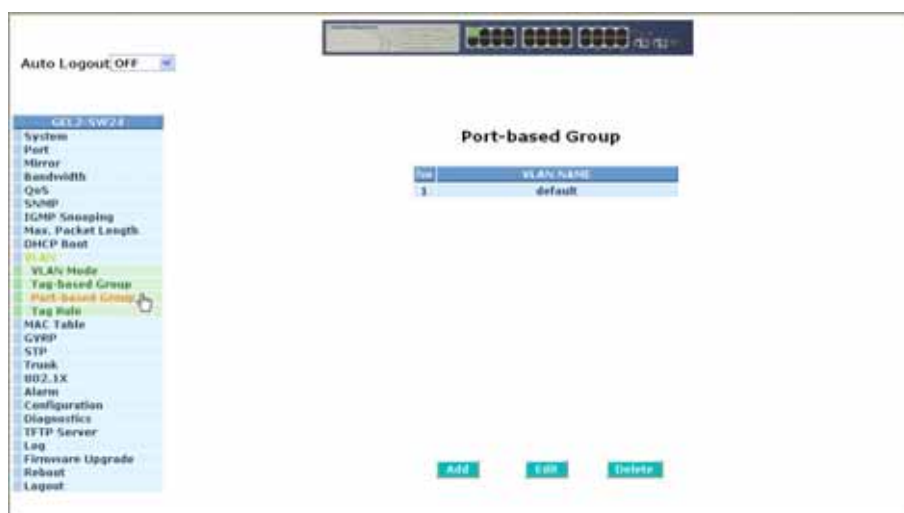 Auto Logout OFF
GEL2-SW24
System
Port
Mirror
Bandwidth
QoS
SNMP
IGMP Snooping
Max. Packet Length
DHCP Boot
VLAN
VLAN Mode
Tag-based Group
Port-based Group
Tag Rule
MAC Table
GVRP
STP
Trunk
802.1X
Alarm
Configuration
Diagnostics
TFTP Server
Log
Firmware Upgrade
Reboot
Logout
Port-based Group
No VLAN NAME
1 default
Add Edit Delete